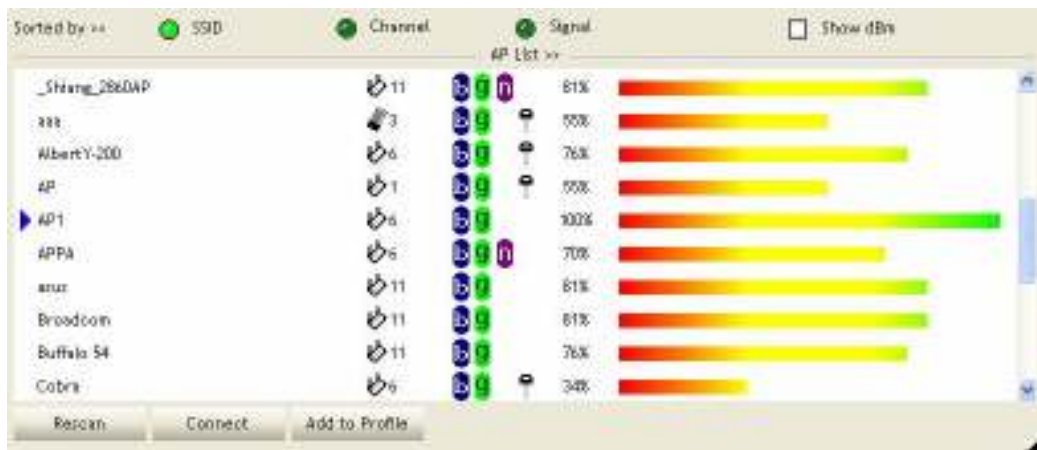 Sorted by >> SSID Channel Signal Show dBm
AP List >>
_Shiang_2860AP 11 b g n 81%
aaa 3 b g 55%
AlbertY-200 6 b g 76%
AP 1 b g 55%
AP1 6 b g 100%
APPA 6 b g n 70%
asus 11 b g 81%
Broadcom 11 b g 81%
Buffalo 54 11 b g 76%
Cobra 6 b g 34%
Rescan Connect Add to Profile